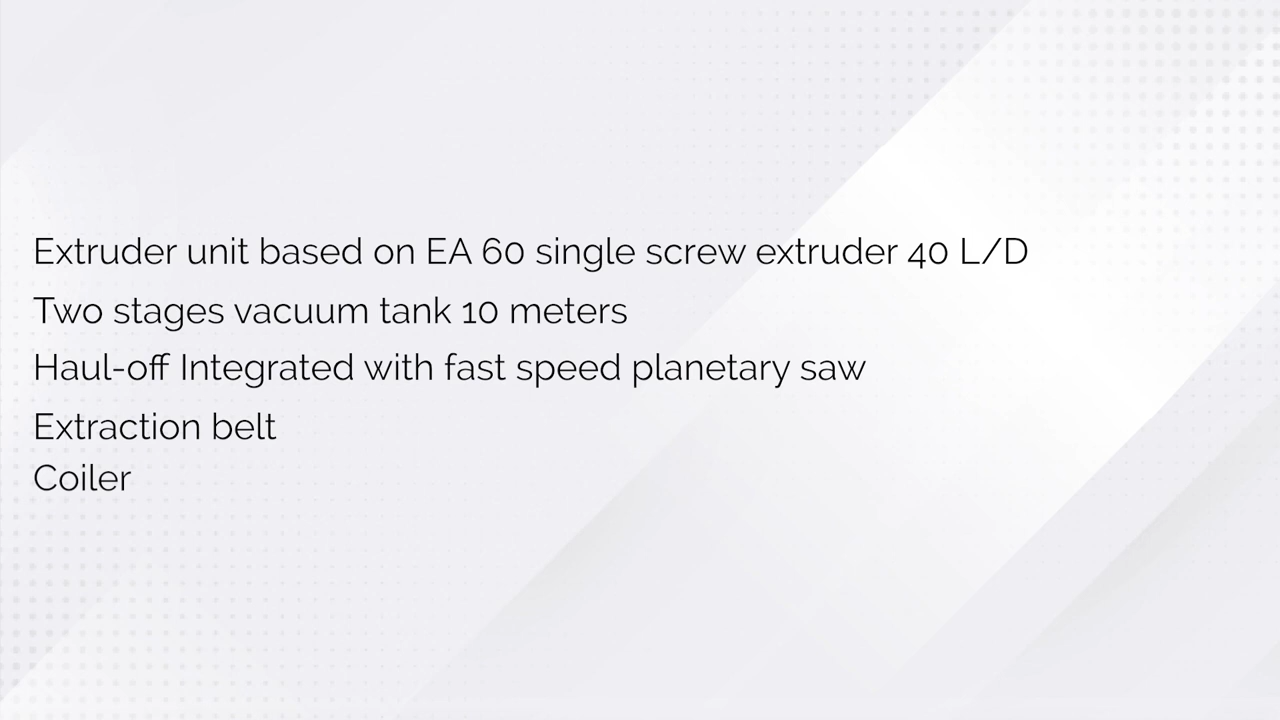 Extruder unit based on EA 60 single screw extruder 40 L/D
Two stages vacuum tank 10 meters
Haul-off Integrated with fast speed planetary saw
Extraction belt
Coiler